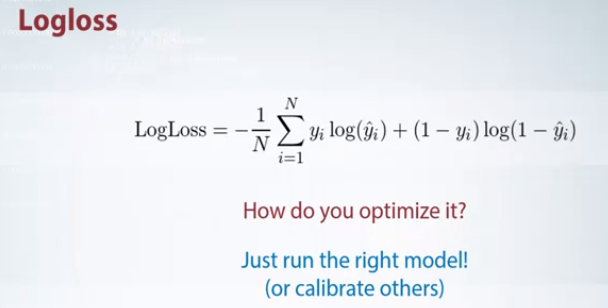 Logloss
LogLoss = -\frac{1}{N} \sum_{i=1}^{N} y_i \log(\hat{y}_i) + (1 - y_i) \log(1 - \hat{y}_i)
How do you optimize it?
Just run the right model!
(or calibrate others)